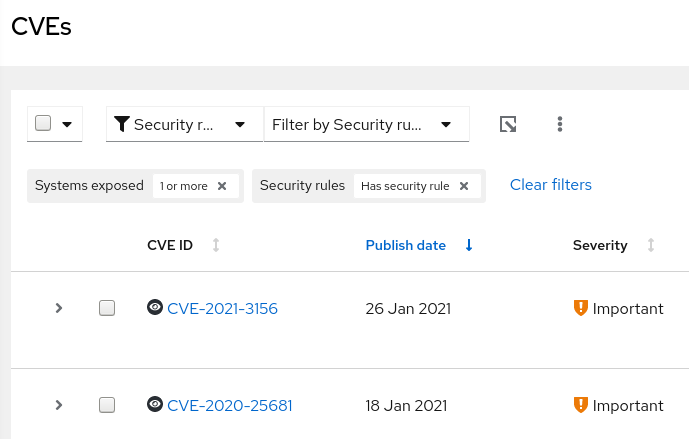 CVEs
Security r... Filter by Security ru...
Systems exposed 1 or more Security rules Has security rule Clear filters
CVE ID Publish date Severity
CVE-2021-3156 26 Jan 2021 Important
CVE-2020-25681 18 Jan 2021 Important